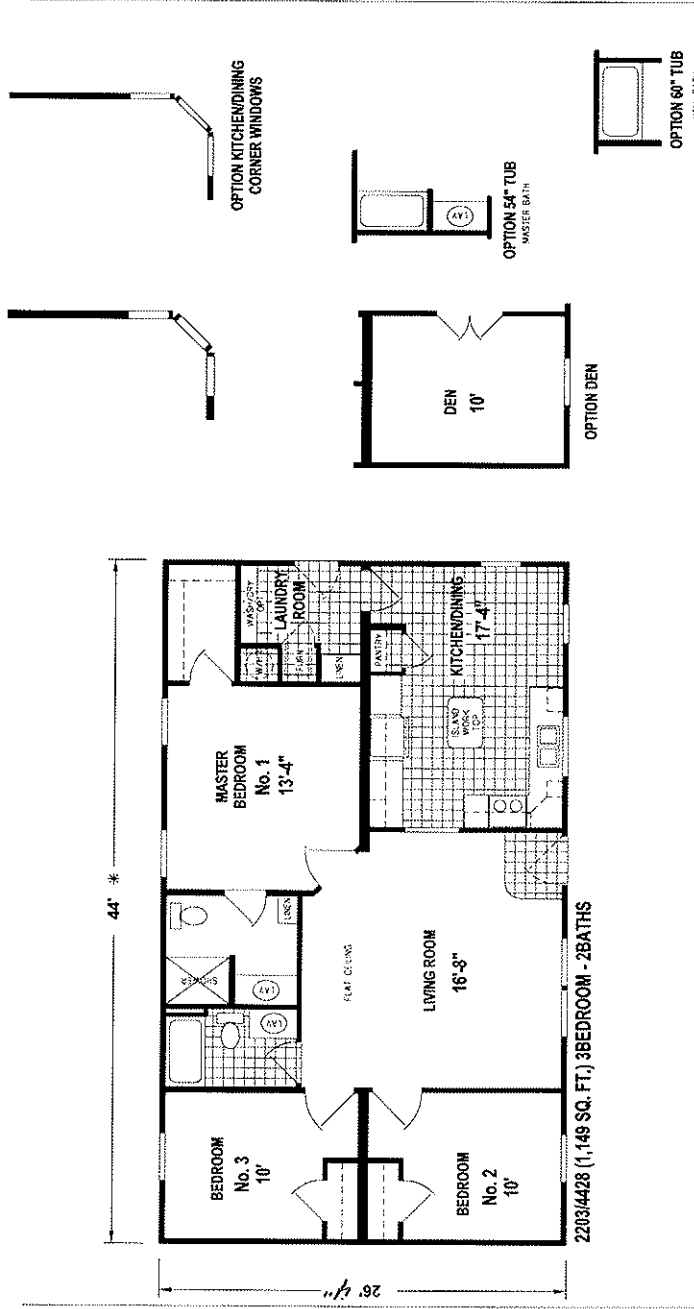 OPTION KITCHEN/DINING
CORNER WINDOWS
OPTION 54" TUB
MASTER BATH
OPTION 60" TUB
DEN
10'
OPTION DEN
44' *
26'
WASH/DRY
OPT
LAUNDRY
ROOM
W/H
FURN
LINEN
PANTRY
KITCHEN/DINING
17'-4"
ISLAND
WORK
TOP
MASTER
BEDROOM
No. 1
13'-4"
LINEN
SHOWER
LAV
LAV
LAV
FLAT CEILING
LIVING ROOM
16'-8"
BEDROOM
No. 3
10'
BEDROOM
No. 2
10'
2203/4428 (1,149 SQ. FT.) 3BEDROOM - 2BATHS